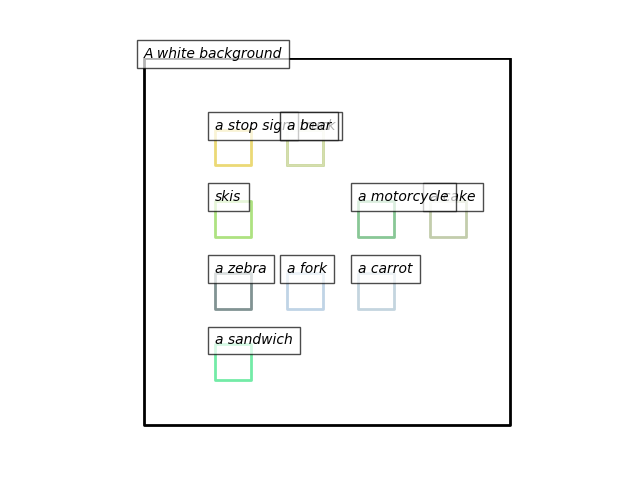 A white background
a stop sign
a bear
skis
a motorcycle
a cake
a zebra
a fork
a carrot
a sandwich